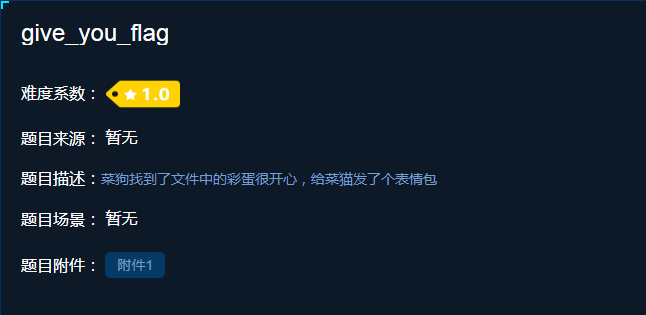 give_you_flag
难度系数： 1.0
题目来源： 暂无
题目描述：菜狗找到了文件中的彩蛋很开心，给菜猫发了个表情包
题目场景： 暂无
题目附件： 附件1